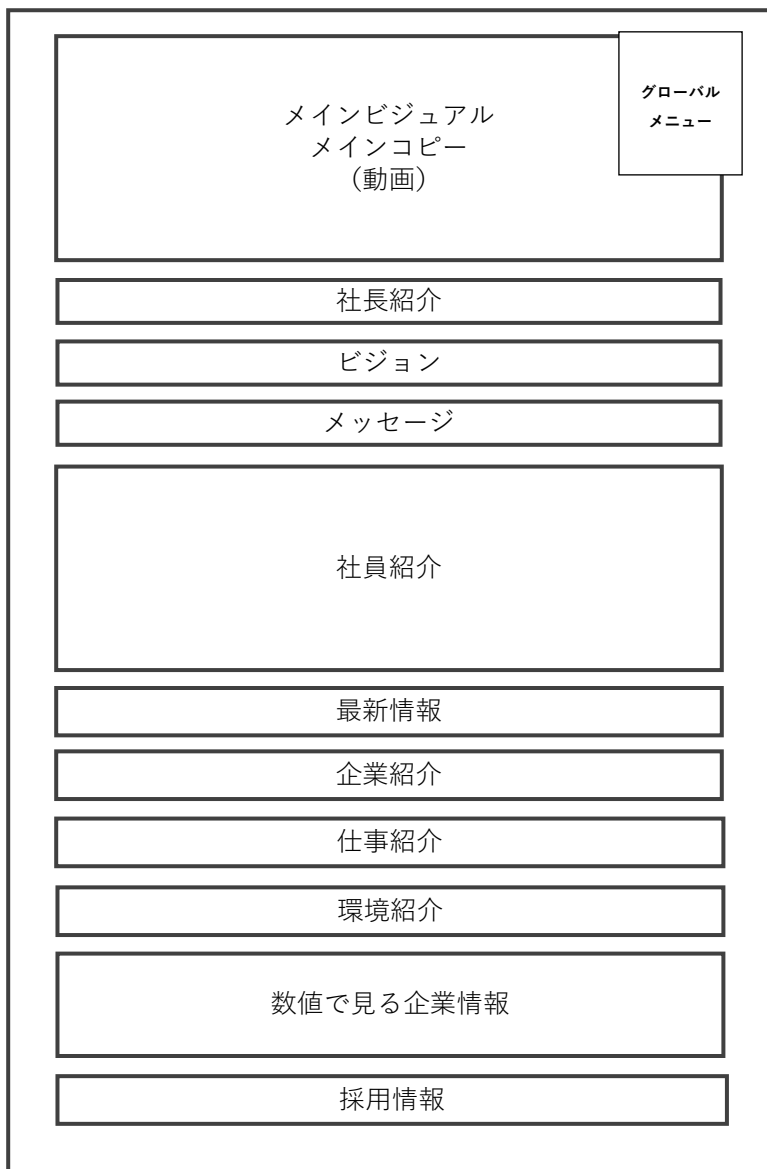 メインビジュアル
メインコピー
（動画）
グローバル
メニュー
社長紹介
ビジョン
メッセージ
社員紹介
最新情報
企業紹介
仕事紹介
環境紹介
数値で見る企業情報
採用情報